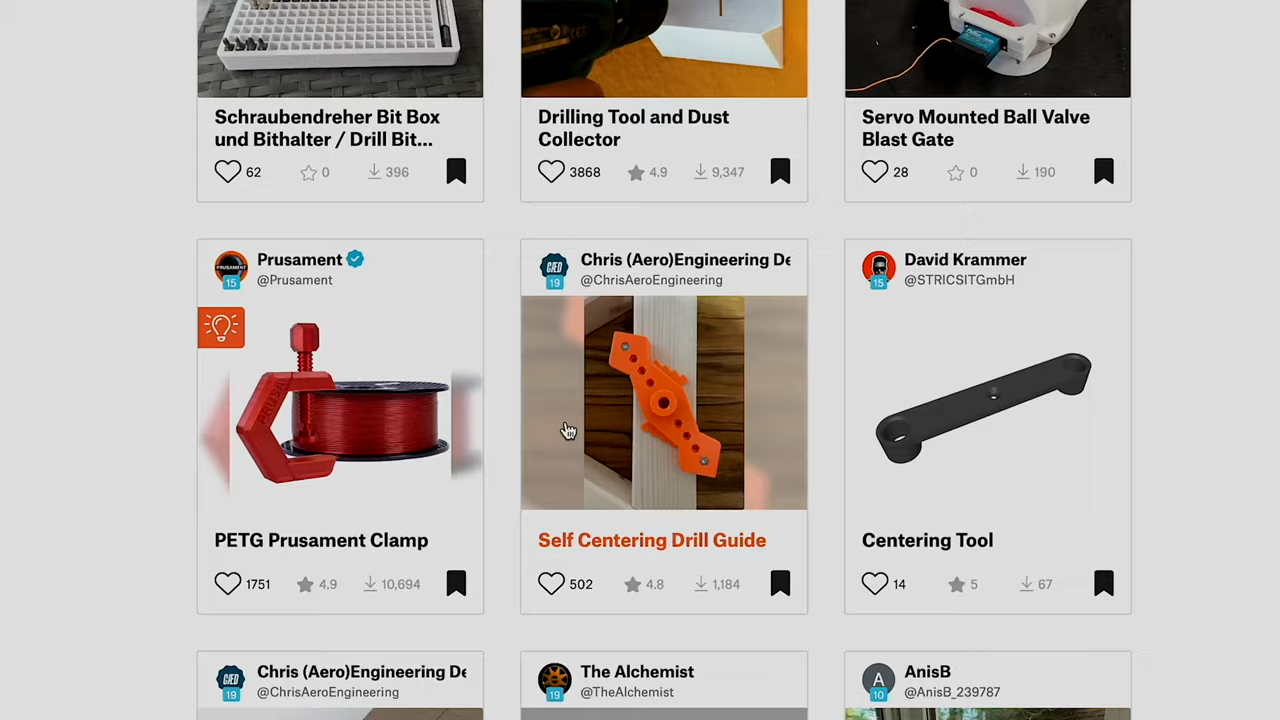 Schraubendreher Bit Box
und Bithalter / Drill Bit...
62 0 396
Drilling Tool and Dust
Collector
3868 4.9 9,347
Servo Mounted Ball Valve
Blast Gate
28 0 190
Prusament
@Prusament
15
PRUSAMENT
PETG Prusament Clamp
1751 4.9 10,694
Chris (Aero)Engineering De
@ChrisAeroEngineering
19
Self Centering Drill Guide
502 4.8 1,184
David Krammer
@STRICSITGmbH
15
Centering Tool
14 5 67
Chris (Aero)Engineering De
@ChrisAeroEngineering
19
The Alchemist
@TheAlchemist
19
A
AnisB
@AnisB_239787
10